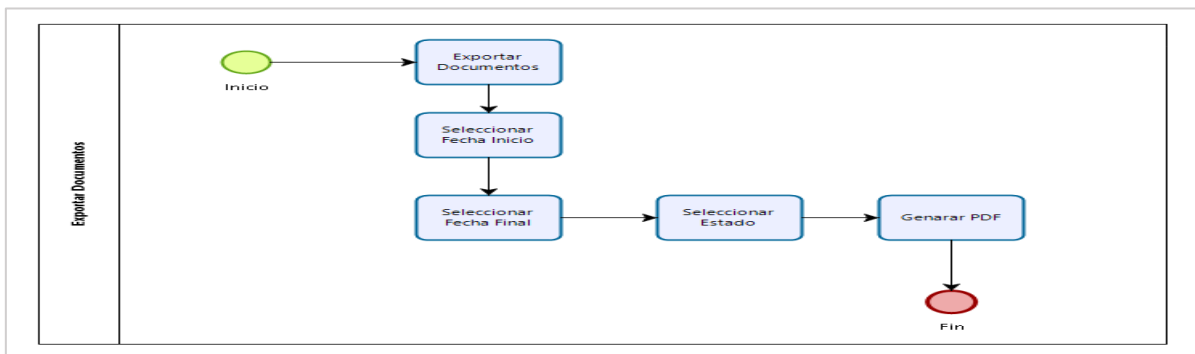 Exportar Documentos
Inicio
Exportar
Documentos
Seleccionar
Fecha Inicio
Seleccionar
Fecha Final
Seleccionar
Estado
Genarar PDF
Fin